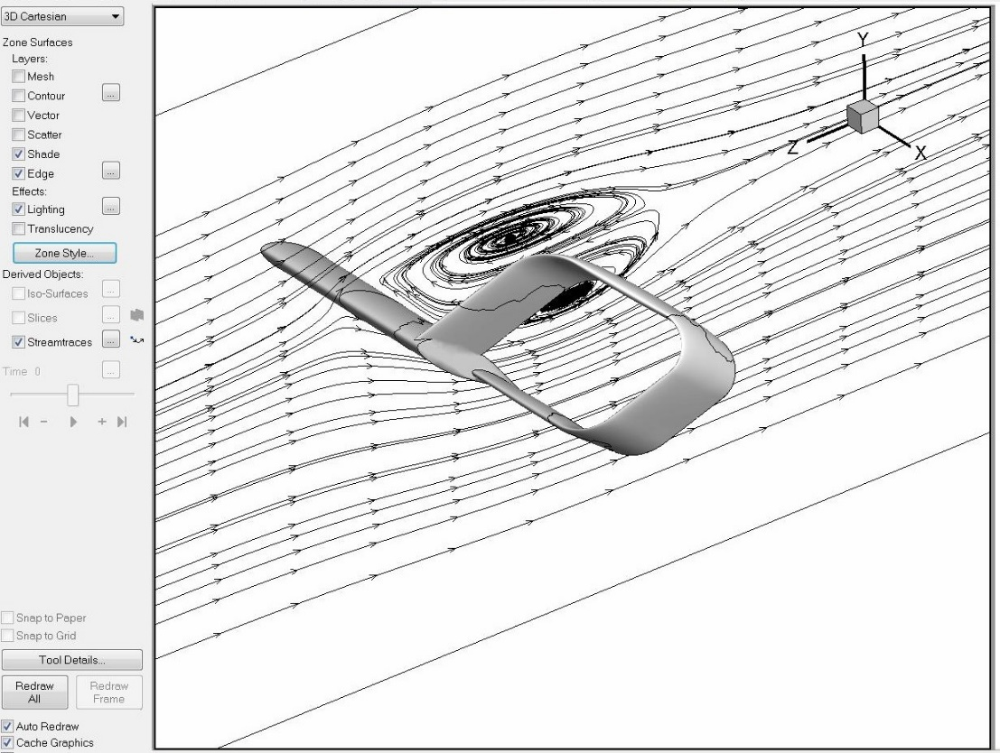 3D Cartesian
Zone Surfaces
Layers:
Mesh
Contour
...
Vector
Scatter
Shade
Edge
...
Effects:
Lighting
...
Translucency
Zone Style...
Derived Objects:
Iso-Surfaces
...
Slices
...
Streamtraces
...
Time 0
...
Snap to Paper
Snap to Grid
Tool Details...
Redraw
All
Redraw
Frame
Auto Redraw
Cache Graphics
Y
Z
X